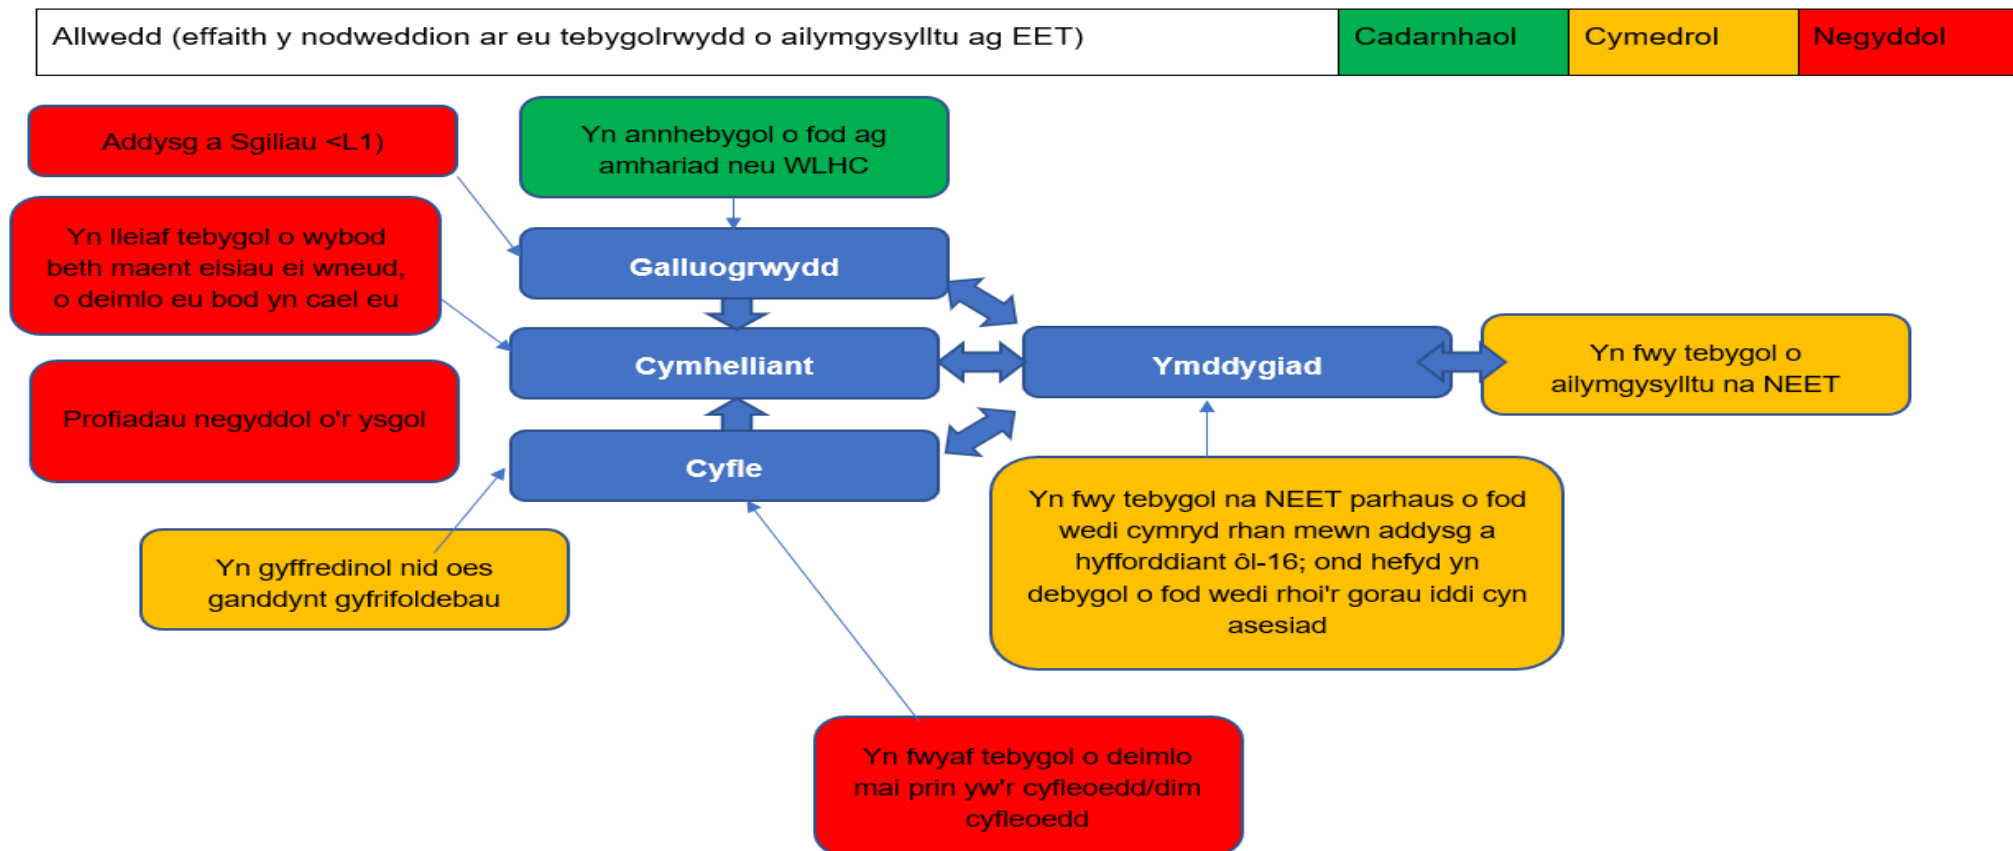 Allwedd (effaith y nodweddion ar eu tebygolrwydd o ailymgysylltu ag EET)
Cadarnhaol
Cymedrol
Negyddol
Addysg a Sgiliau <L1)
Yn annhebygol o fod ag
amhariad neu WLHC
Yn lleiaf tebygol o wybod
beth maent eisiau ei wneud,
o deimlo eu bod yn cael eu
Galluogrwydd
Cymhelliant
Ymddygiad
Yn fwy tebygol o
ailymgysylltu na NEET
Profiadau negyddol o'r ysgol
Cyfle
Yn gyffredinol nid oes
ganddynt gyfrifoldebau
Yn fwy tebygol na NEET parhaus o fod
wedi cymryd rhan mewn addysg a
hyfforddiant ôl-16; ond hefyd yn
debygol o fod wedi rhoi'r gorau iddi cyn
asesiad
Yn fwyaf tebygol o deimlo
mai prin yw'r cyfleoedd/dim
cyfleoedd